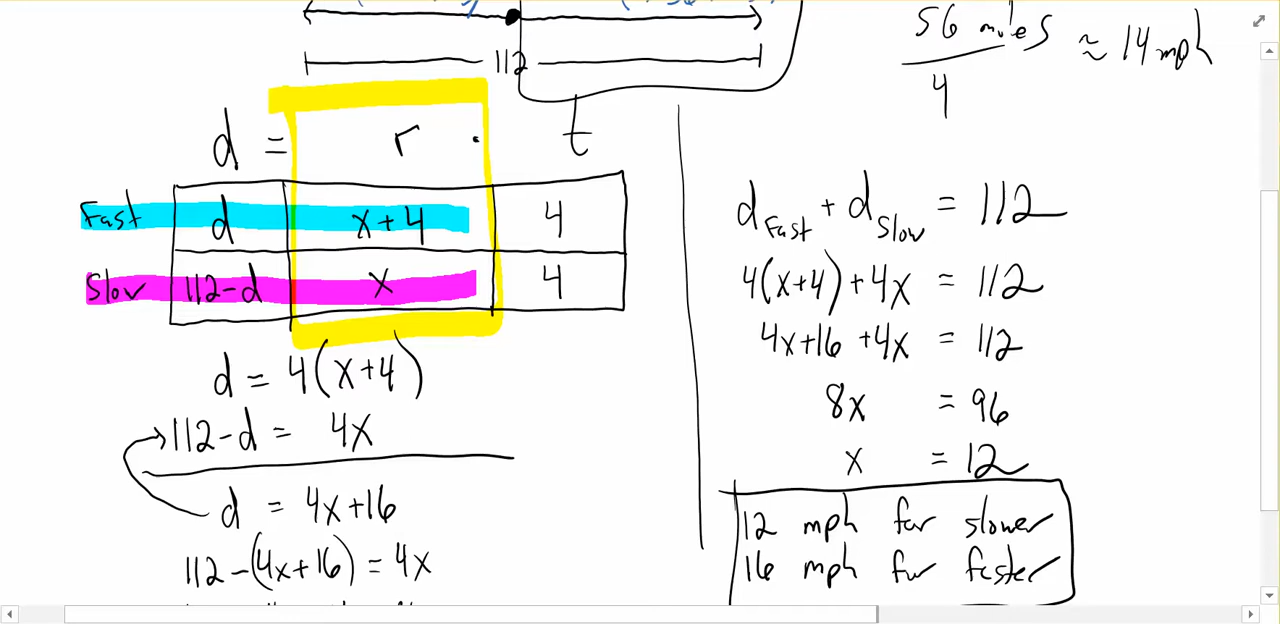 112
56 miles
4
≈ 14 mph
d = r · t
Fast d x+4 4
Slow 112-d x 4
d = 4(x+4)
112-d = 4x
d = 4x+16
112-(4x+16) = 4x
dFast + dSlow = 112
4(x+4)+4x = 112
4x+16 +4x = 112
8x = 96
x = 12
12 mph for slower
16 mph for faster